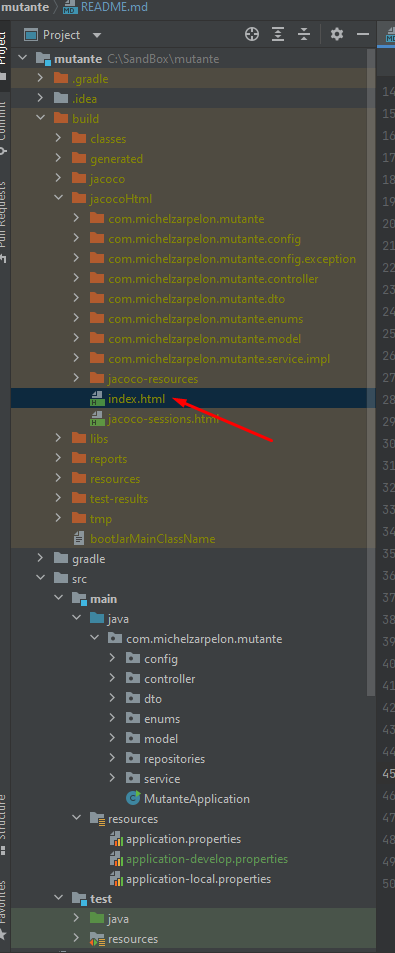 mutante README.md
Project
mutante C:\SandBox\mutante
.gradle
.idea
build
classes
generated
jacoco
jacocoHtml
com.michelzarpelon.mutante
com.michelzarpelon.mutante.config
com.michelzarpelon.mutante.config.exception
com.michelzarpelon.mutante.controller
com.michelzarpelon.mutante.dto
com.michelzarpelon.mutante.enums
com.michelzarpelon.mutante.model
com.michelzarpelon.mutante.service.impl
jacoco-resources
index.html
jacoco-sessions.html
libs
reports
resources
test-results
tmp
bootJarMainClassName
gradle
src
main
java
com.michelzarpelon.mutante
config
controller
dto
enums
model
repositories
service
MutanteApplication
resources
application.properties
application-develop.properties
application-local.properties
test
java
resources
Project
Commit
Pull Requests
Structure
Favorites
14
15
16
17
18
19
20
21
22
23
24
25
26
27
28
29
30
31
32
33
34
35
36
37
38
39
40
41
42
43
44
45
46
47
48
49
50